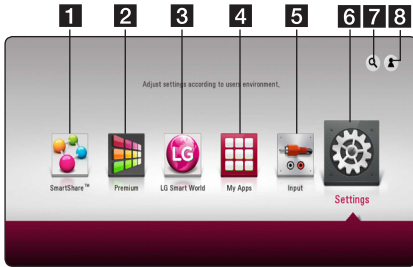 1 2 3 4 5 6 7 8
Adjust settings according to users environment.
LG
SmartShare™ Premium LG Smart World My Apps Input
Settings